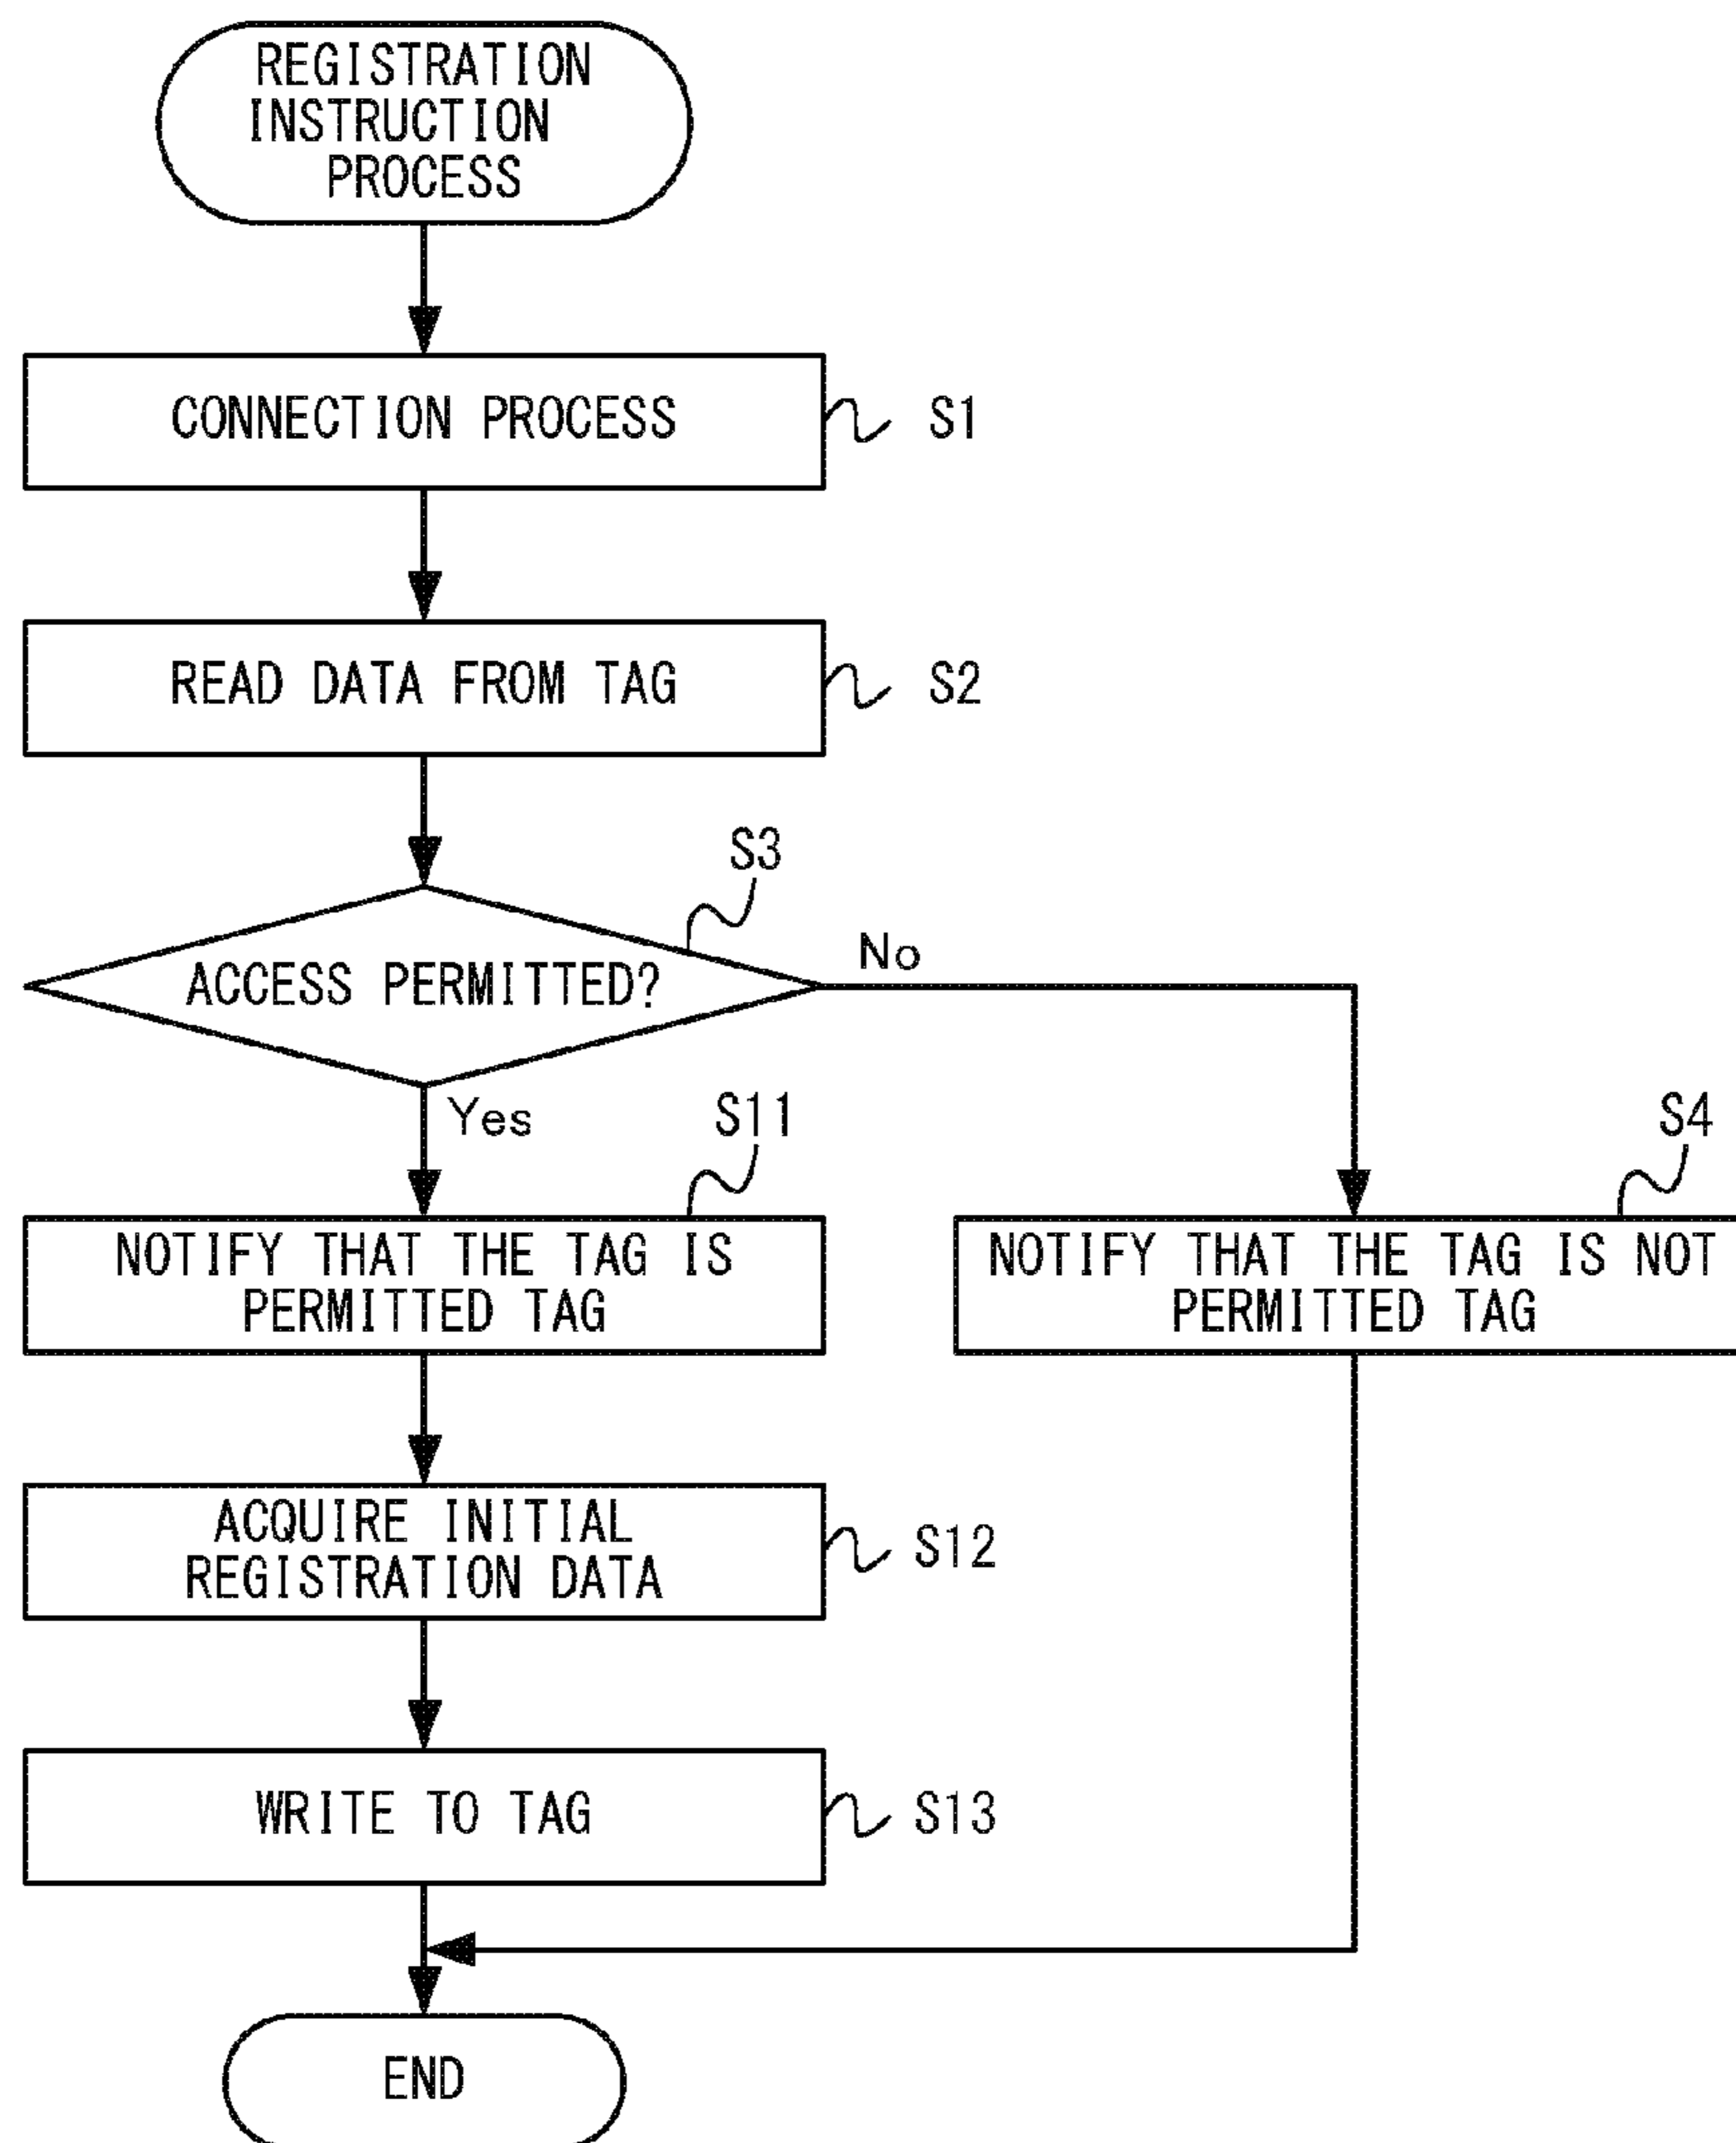 REGISTRATION
INSTRUCTION
PROCESS
CONNECTION PROCESS
S1
READ DATA FROM TAG
S2
S3
ACCESS PERMITTED?
No
Yes
S11
S4
NOTIFY THAT THE TAG IS
PERMITTED TAG
NOTIFY THAT THE TAG IS NOT
PERMITTED TAG
ACQUIRE INITIAL
REGISTRATION DATA
S12
WRITE TO TAG
S13
END